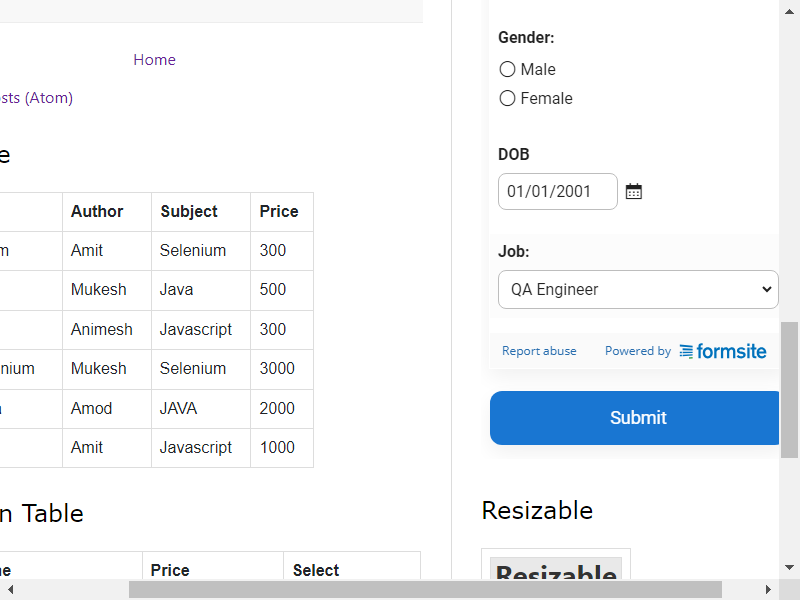 Home
sts (Atom)
e
Author Subject Price
m Amit Selenium 300
Mukesh Java 500
Animesh Javascript 300
nium Mukesh Selenium 3000
Amod JAVA 2000
Amit Javascript 1000
n Table
e Price Select
Gender:
Male
Female
DOB
01/01/2001
Job:
QA Engineer
Report abuse Powered by formsite
Submit
Resizable
Resizable